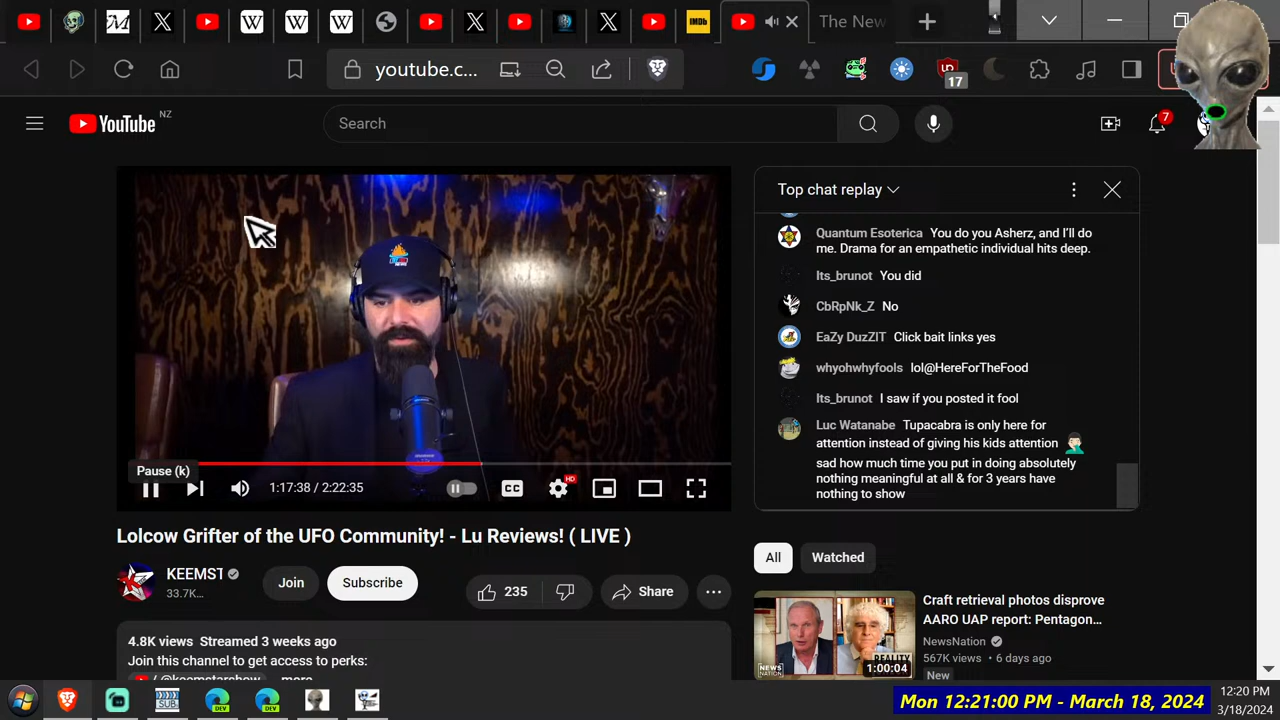 The New
youtube.c...
17
YouTube
NZ
Search
7
Top chat replay
Quantum Esoterica You do you Asherz, and I'll do
me. Drama for an empathetic individual hits deep.
Its_brunot You did
CbRpNk_Z No
EaZy DuzZIT Click bait links yes
whyohwhyfools lol@HereForTheFood
Its_brunot I saw if you posted it fool
Luc Watanabe Tupacabra is only here for
attention instead of giving his kids attention
sad how much time you put in doing absolutely
nothing meaningful at all & for 3 years have
nothing to show
Pause (k)
1:17:38 / 2:22:35
CC
HD
Lolcow Grifter of the UFO Community! - Lu Reviews! ( LIVE )
KEEMST
33.7K...
Join
Subscribe
235
Share
4.8K views Streamed 3 weeks ago
Join this channel to get access to perks:
/ @keemstarshow ...more
All
Watched
Craft retrieval photos disprove
AARO UAP report: Pentagon...
NewsNation
567K views • 6 days ago
New
NEWS
NATION
REALITY
1:00:04
SUB
DEV
DEV
Mon 12:21:00 PM - March 18, 2024
12:20 PM
3/18/2024